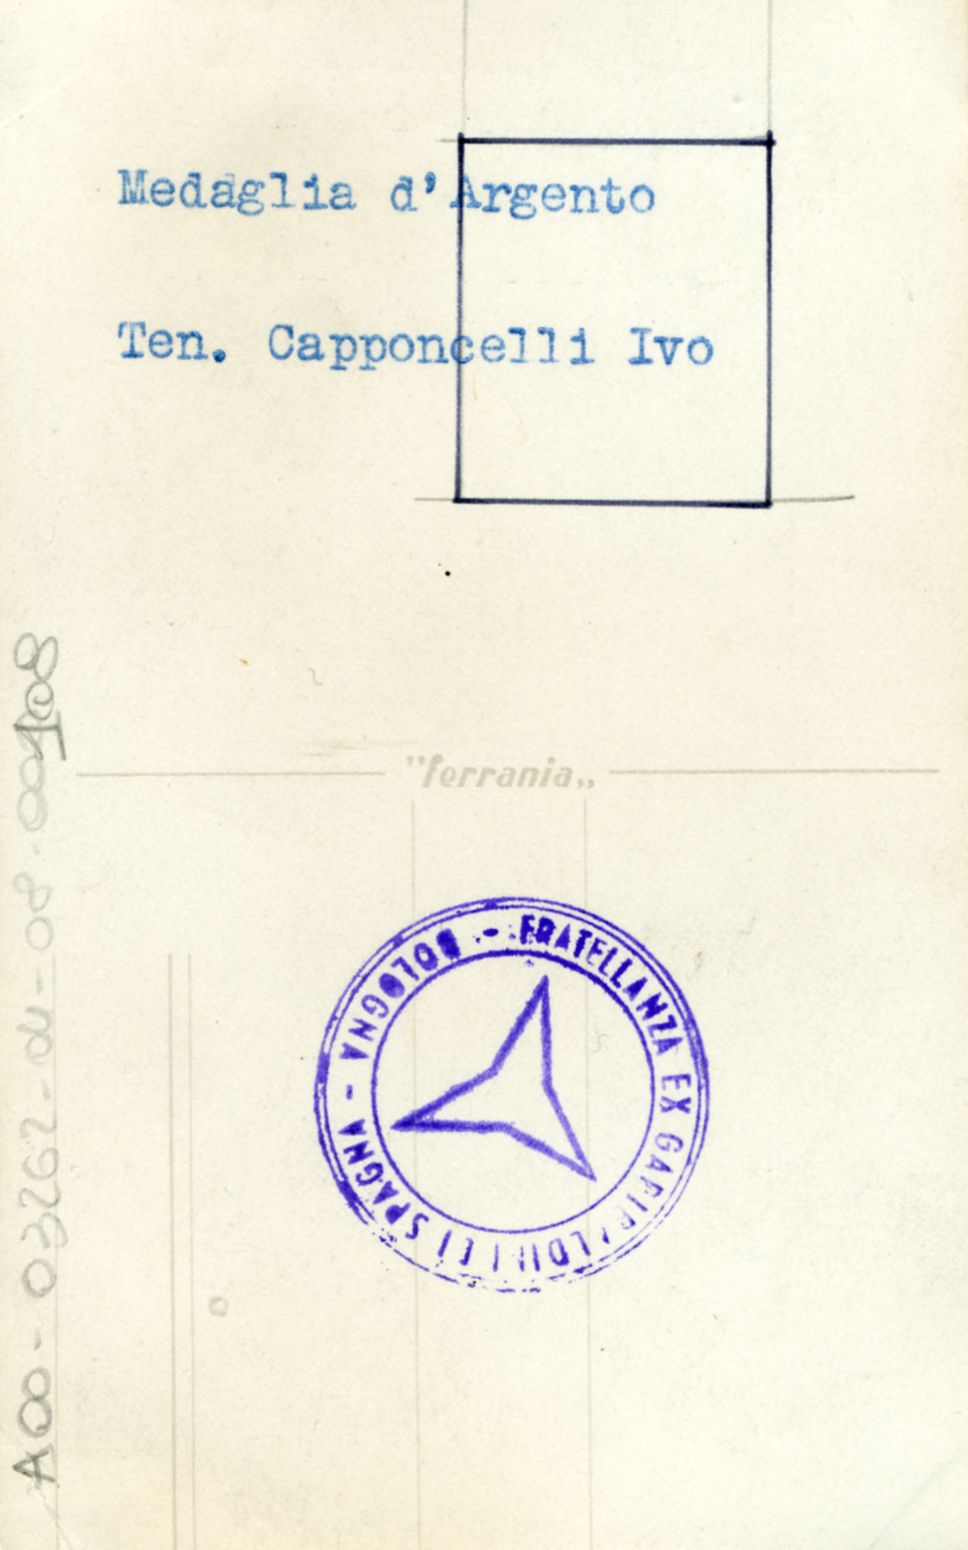 Medaglia d'Argento
Ten. Capponcelli Ivo
"ferrania„
FRATELLANZA EX GARIBALDINI DI SPAGNA - BOLOGNA -
A00-03262-04-08-00108